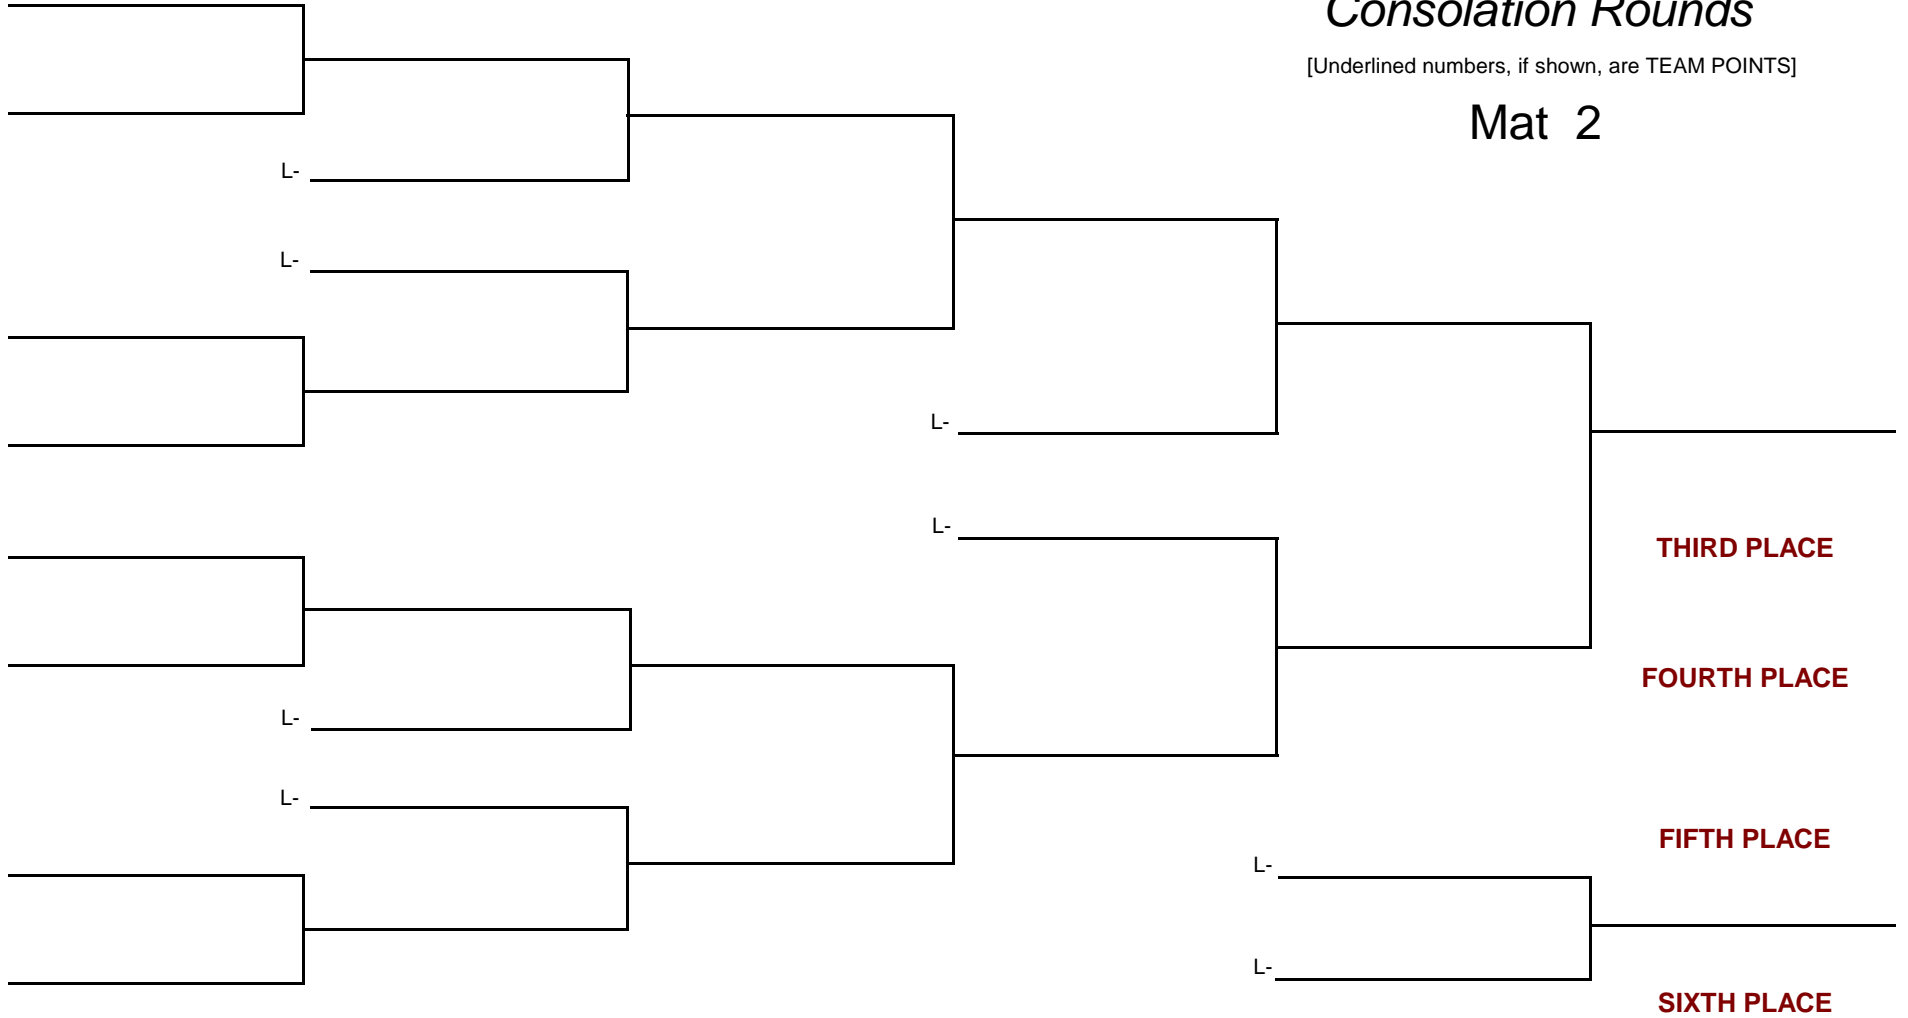 Consolation Rounds
[Underlined numbers, if shown, are TEAM POINTS]
Mat 2
L-
L-
L-
L-
THIRD PLACE
FOURTH PLACE
L-
L-
FIFTH PLACE
L-
L-
SIXTH PLACE